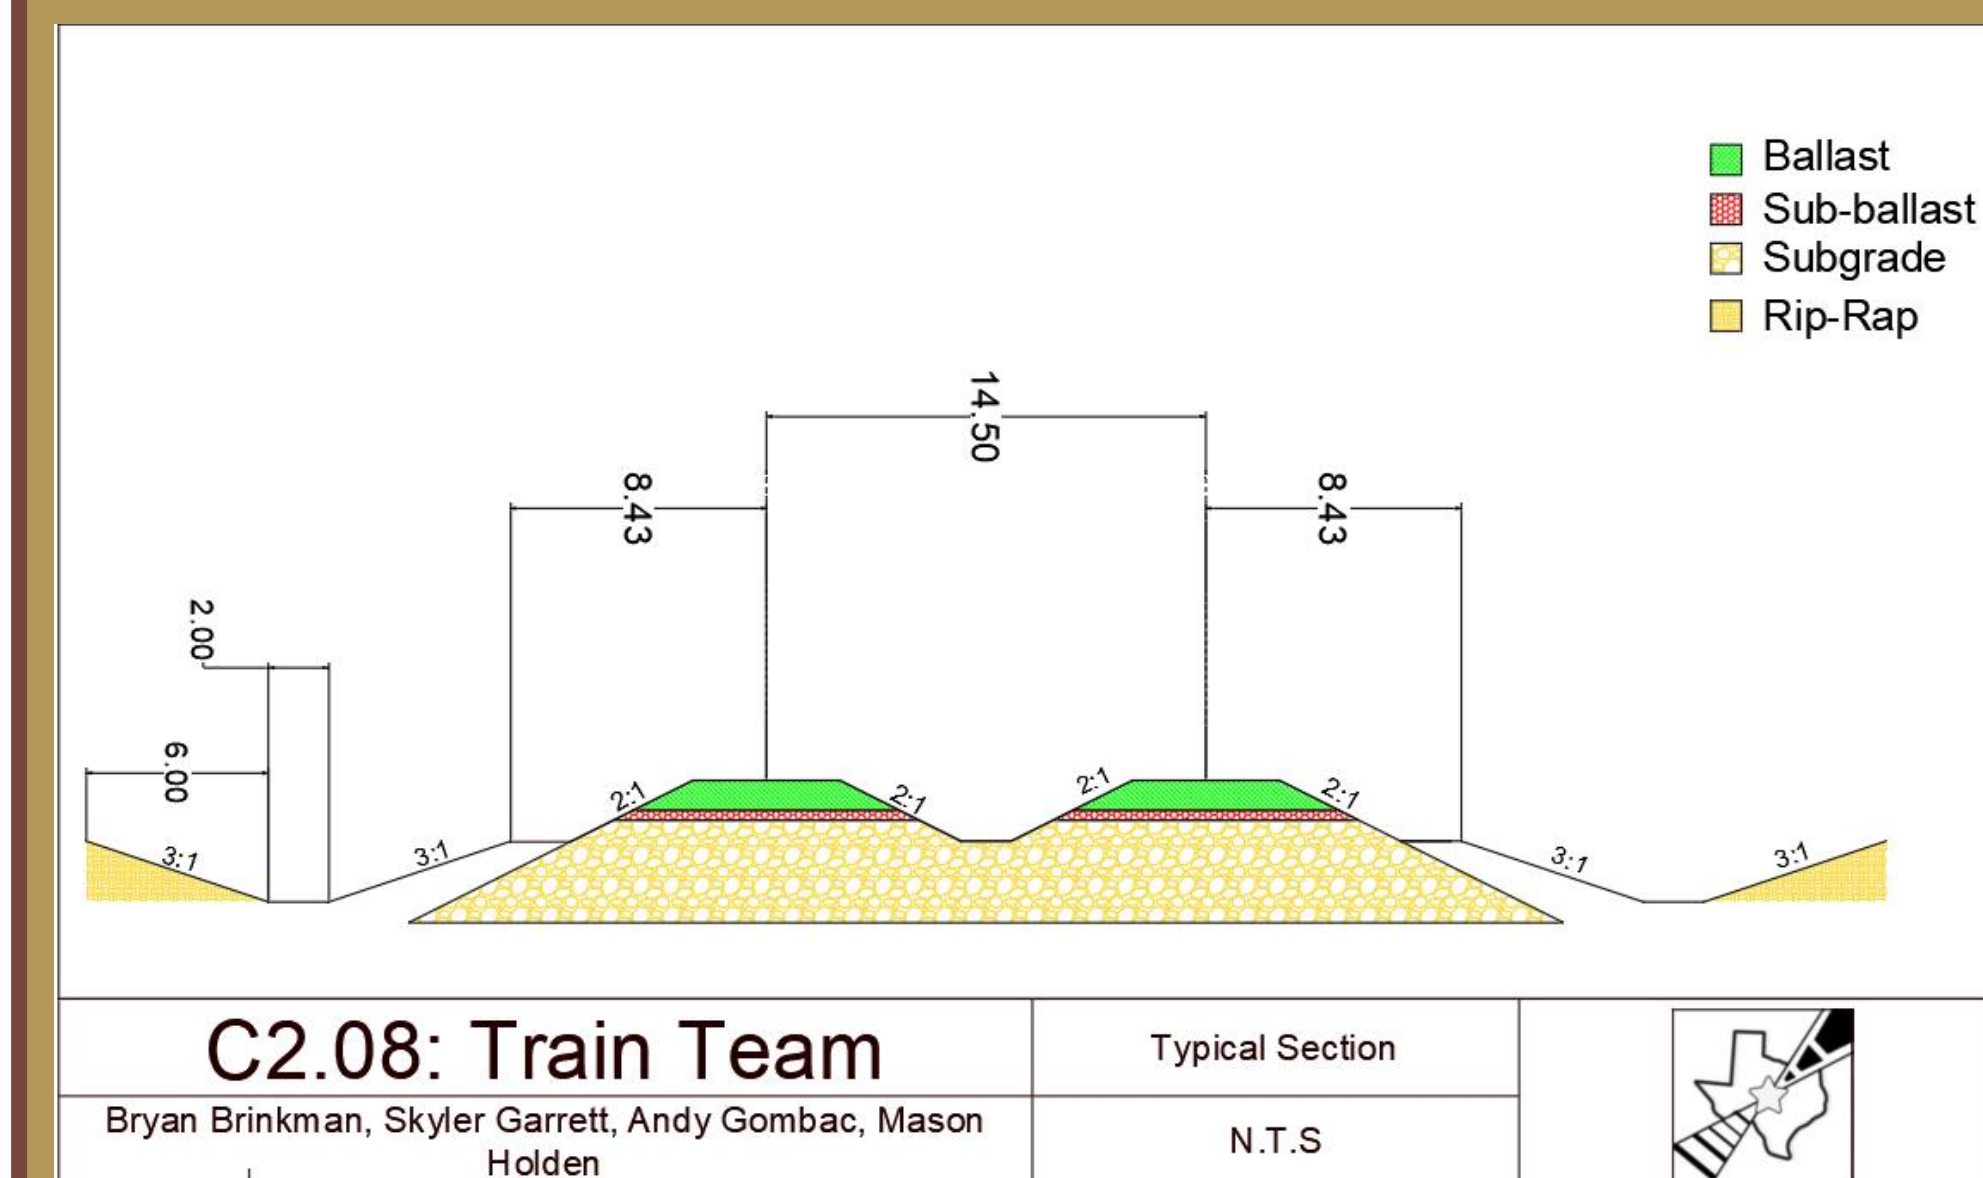 Ballast
Sub-ballast
Subgrade
Rip-Rap
14.50
8.43
8.43
2.00
6.00
2:1
2:1
2:1
2:1
3:1
3:1
3:1
3:1
C2.08: Train Team
Typical Section
Bryan Brinkman, Skyler Garrett, Andy Gombac, Mason
Holden
N.T.S